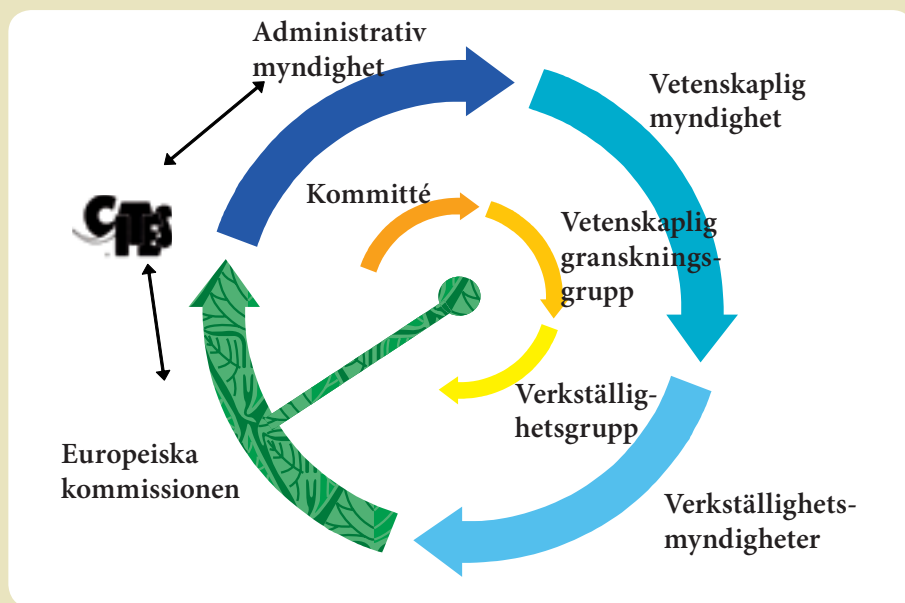 Administrativ
myndighet
Vetenskaplig
myndighet
CITES
Kommitté
Vetenskaplig
gransknings-
grupp
Verkställig-
hetsgrupp
Europeiska
kommissionen
Verkställighets-
myndigheter